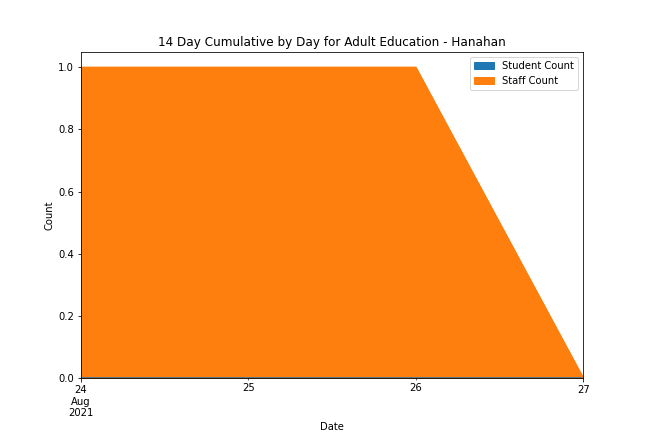 14 Day Cumulative by Day for Adult Education - Hanahan
Student Count
Staff Count
1.0
0.8
0.6
0.4
0.2
0.0
Count
24
25
26
27
Aug
2021
Date